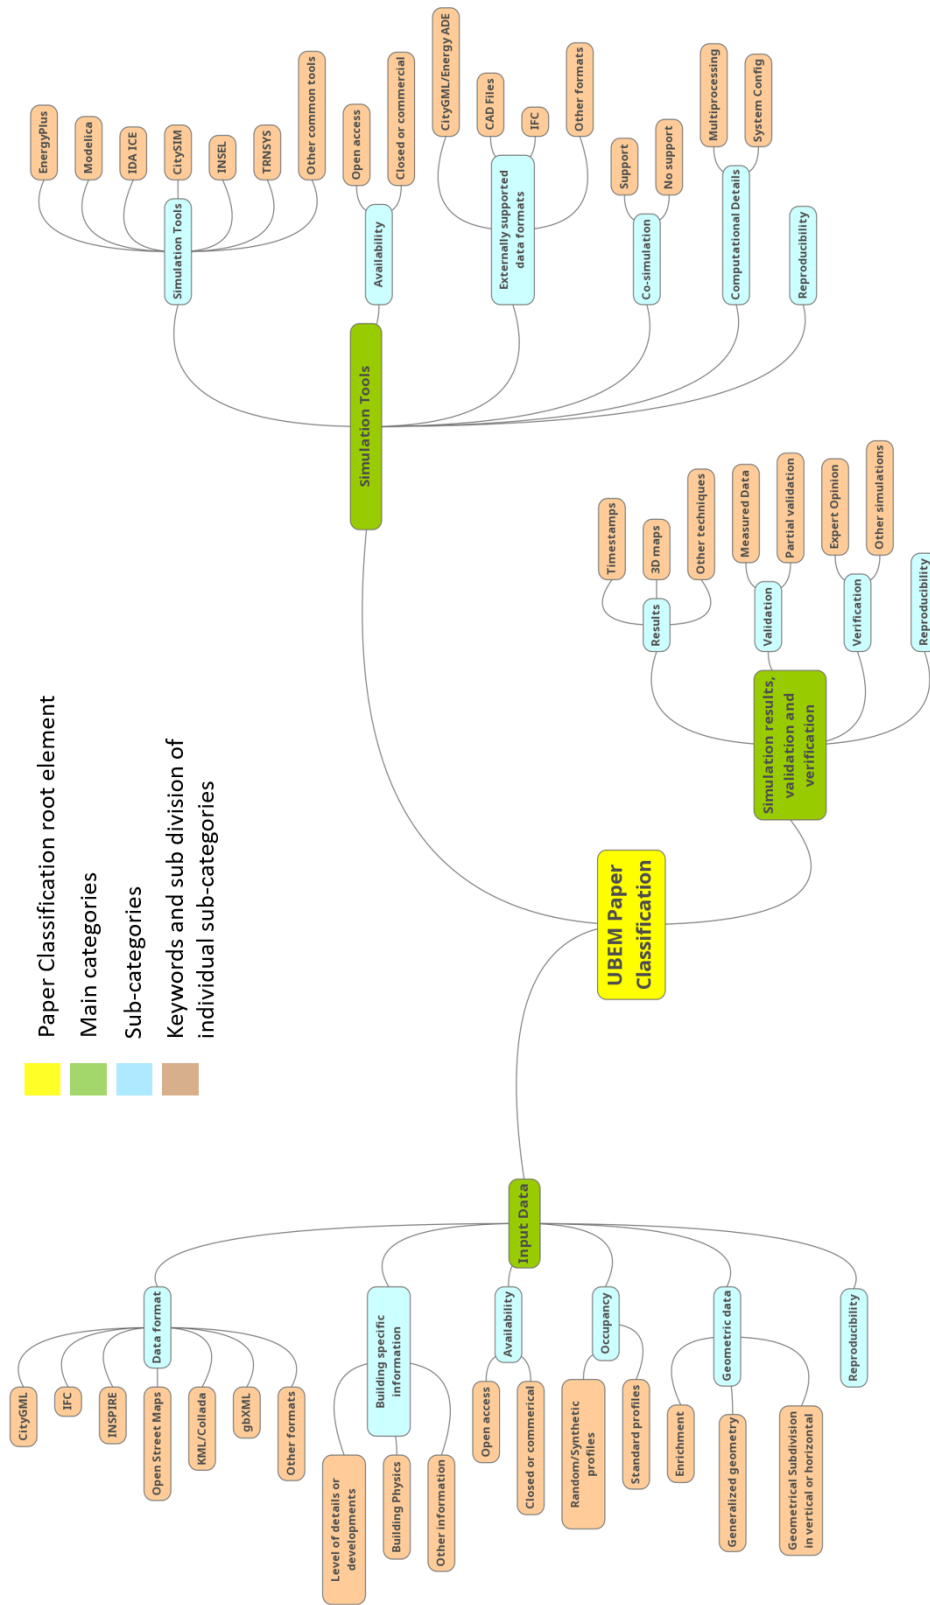 Paper Classification root element
Main categories
Sub-categories
Keywords and sub division of
individual sub-categories
UBEM Paper
Classification
Input Data
Data format
CityGML
IFC
INSPIRE
Open Street Maps
KML/Collada
gbXML
Other formats
Building specific
information
Level of details or
developments
Building Physics
Other information
Availability
Open access
Closed or commerical
Occupancy
Random/Synthetic
profiles
Standard profiles
Geometric data
Enrichment
Generalized geometry
Geometrical Subdivision
in vertical or horizontal
Reproducibility
Simulation Tools
Simulation Tools
EnergyPlus
Modelica
IDA ICE
CitySIM
INSEL
TRNSYS
Other common tools
Availability
Open access
Closed or commercial
Externally supported
data formats
CityGML/Energy ADE
CAD Files
IFC
Other formats
Co-simulation
Support
No support
Computational Details
Multiprocessing
System Config
Reproducibility
Simulation results,
validation and
verification
Results
Timestamps
3D maps
Other techniques
Validation
Measured Data
Partial validation
Verification
Expert Opinion
Other simulations
Reproducibility